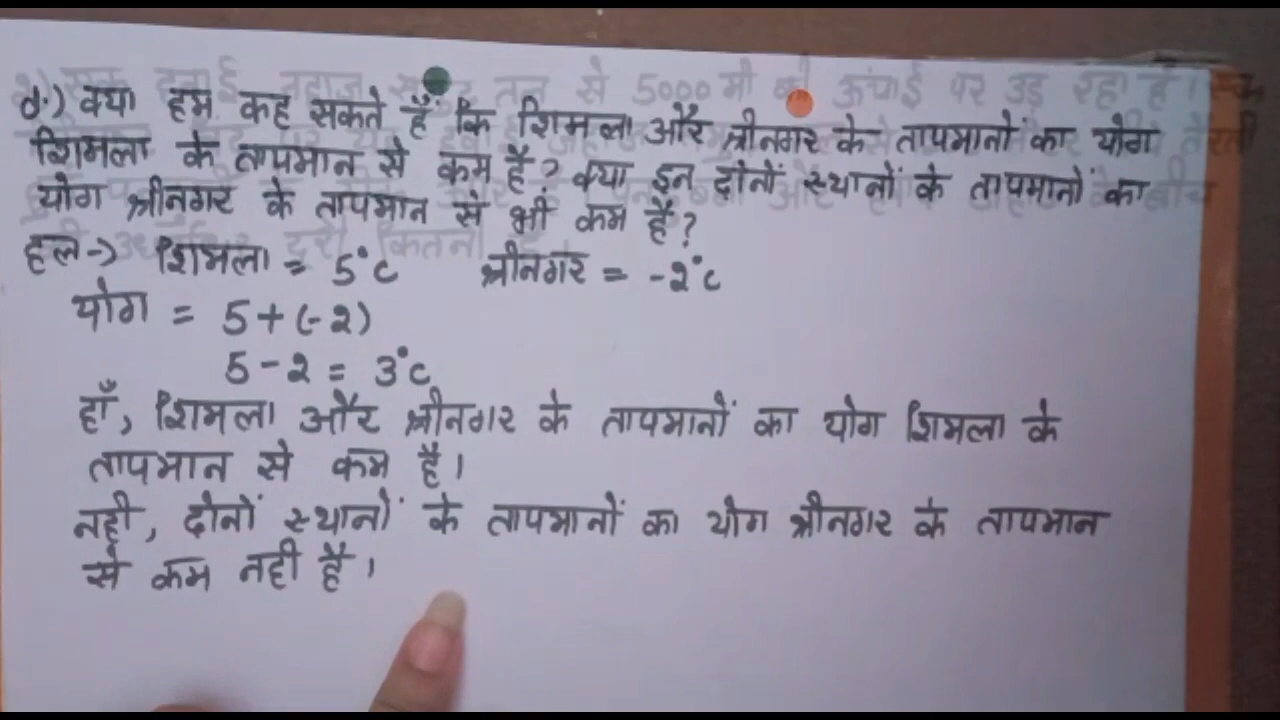 d.) क्या हम कह सकते हैं कि शिमला और श्रीनगर के तापमानों का योग
शिमला के तापमान से कम है? क्या इन दोनों स्थानों के तापमानों का
योग श्रीनगर के तापमान से भी कम है?
हल→ शिमला = 5°C श्रीनगर = -2°C
योग = 5+(-2)
5-2 = 3°C
हाँ, शिमला और श्रीनगर के तापमानों का योग शिमला के
तापमान से कम है।
नही, दोनों स्थानों के तापमानों का योग श्रीनगर के तापमान
से कम नही है।